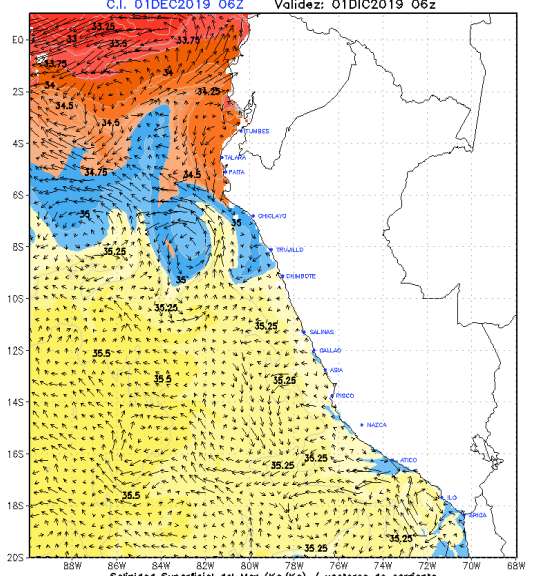 C.I. 01DEC2019 06Z Validez: 01DIC2019 06z
33.25
33
33.5
33.75
EQ
33.75
34
34
34.25
2S
34.5
34.5
TUMBES
4S
TALARA
PAITA
34.75
34.5
6S
35
35
CHICLAYO
35.25
TRUJILLO
8S
35
CHIMBOTE
10S
35.25
35.25
SALINAS
12S
35.5
CALLAO
ASIA
35.5
35.25
PISCO
14S
NAZCA
16S
35.25
35.25
ATICO
35.5
ILO
18S
ARICA
35.25
35.25
20S
88W 86W 84W 82W 80W 78W 76W 74W 72W 70W 68W